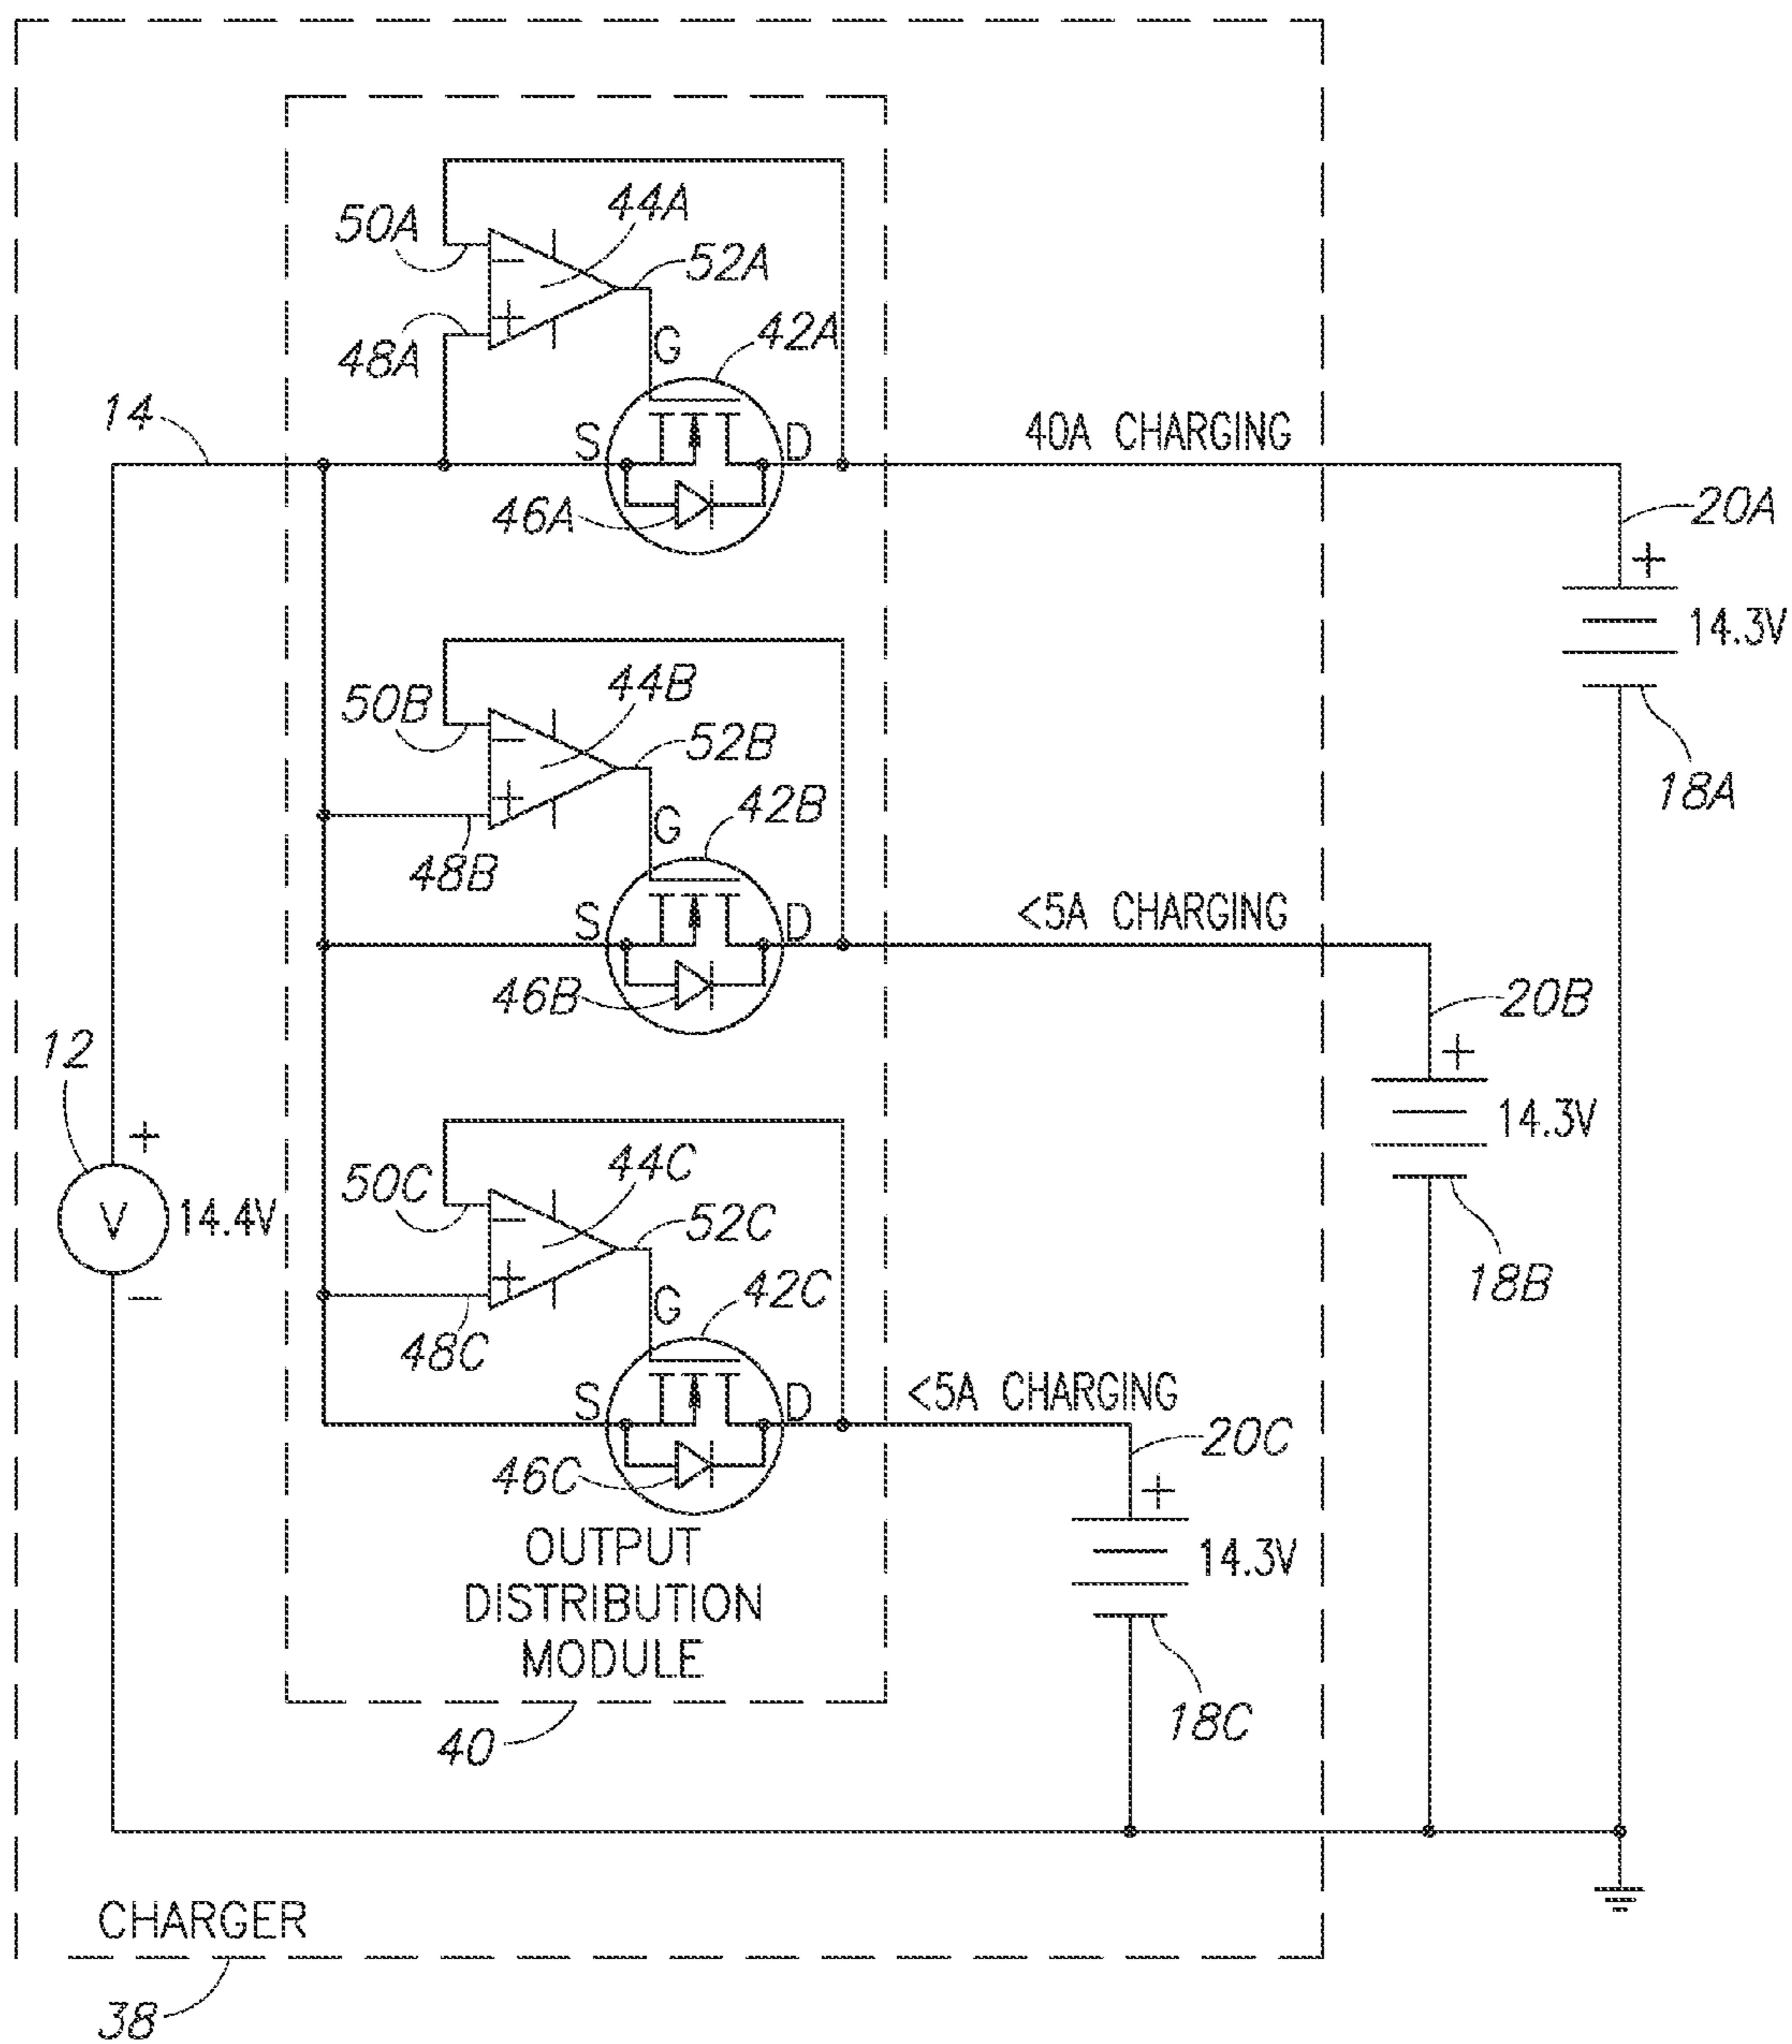 50A
44A
52A
48A
G
42A
14
S
D
40A CHARGING
46A
20A
+
14.3V
18A
50B
44B
52B
48B
G
42B
S
D
<5A CHARGING
46B
20B
+
14.3V
18B
12
+
V
14.4V
−
50C
44C
52C
48C
G
42C
S
D
<5A CHARGING
46C
20C
+
14.3V
18C
OUTPUT
DISTRIBUTION
MODULE
40
CHARGER
38